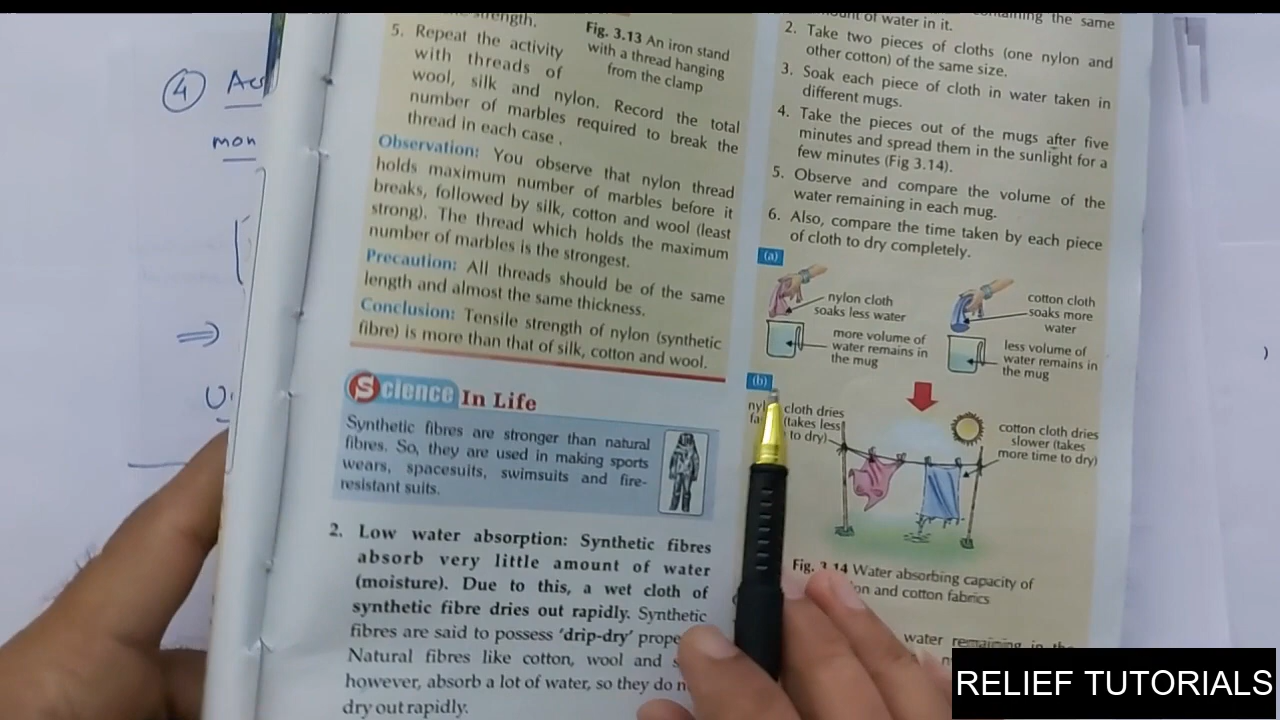 4
mon
strength.
Fig. 3.13 An iron stand
with a thread hanging
from the clamp
5. Repeat the activity
with threads of
wool, silk and nylon. Record the total
number of marbles required to break the
thread in each case .
Observation: You observe that nylon thread
holds maximum number of marbles before it
breaks, followed by silk, cotton and wool (least
strong). The thread which holds the maximum
number of marbles is the strongest.
Precaution: All threads should be of the same
length and almost the same thickness.
Conclusion: Tensile strength of nylon (synthetic
fibre) is more than that of silk, cotton and wool.
Science In Life
Synthetic fibres are stronger than natural
fibres. So, they are used in making sports
wears, spacesuits, swimsuits and fire-
resistant suits.
2. Low water absorption: Synthetic fibres
absorb very little amount of water
(moisture). Due to this, a wet cloth of
synthetic fibre dries out rapidly. Synthetic
fibres are said to possess 'drip-dry'
Natural fibres like cotton, wool and
however, absorb a lot of water, so they do
dry out rapidly.
containing the same
of water in it.
2. Take two pieces of cloths (one nylon and
other cotton) of the same size.
3. Soak each piece of cloth in water taken in
different mugs.
4. Take the pieces out of the mugs after five
minutes and spread them in the sunlight for a
few minutes (Fig 3.14).
5. Observe and compare the volume of the
water remaining in each mug.
6. Also, compare the time taken by each piece
of cloth to dry completely.
(a)
nylon cloth
soaks less water
more volume of
water remains in
the mug
cotton cloth
soaks more
water
less volume of
water remains in
the mug
(b)
cloth dries
(takes less
to dry)
cotton cloth dries
slower (takes
more time to dry)
Fig. 3.14 Water absorbing capacity of
and cotton fabrics
water remaining in the
RELIEF TUTORIALS